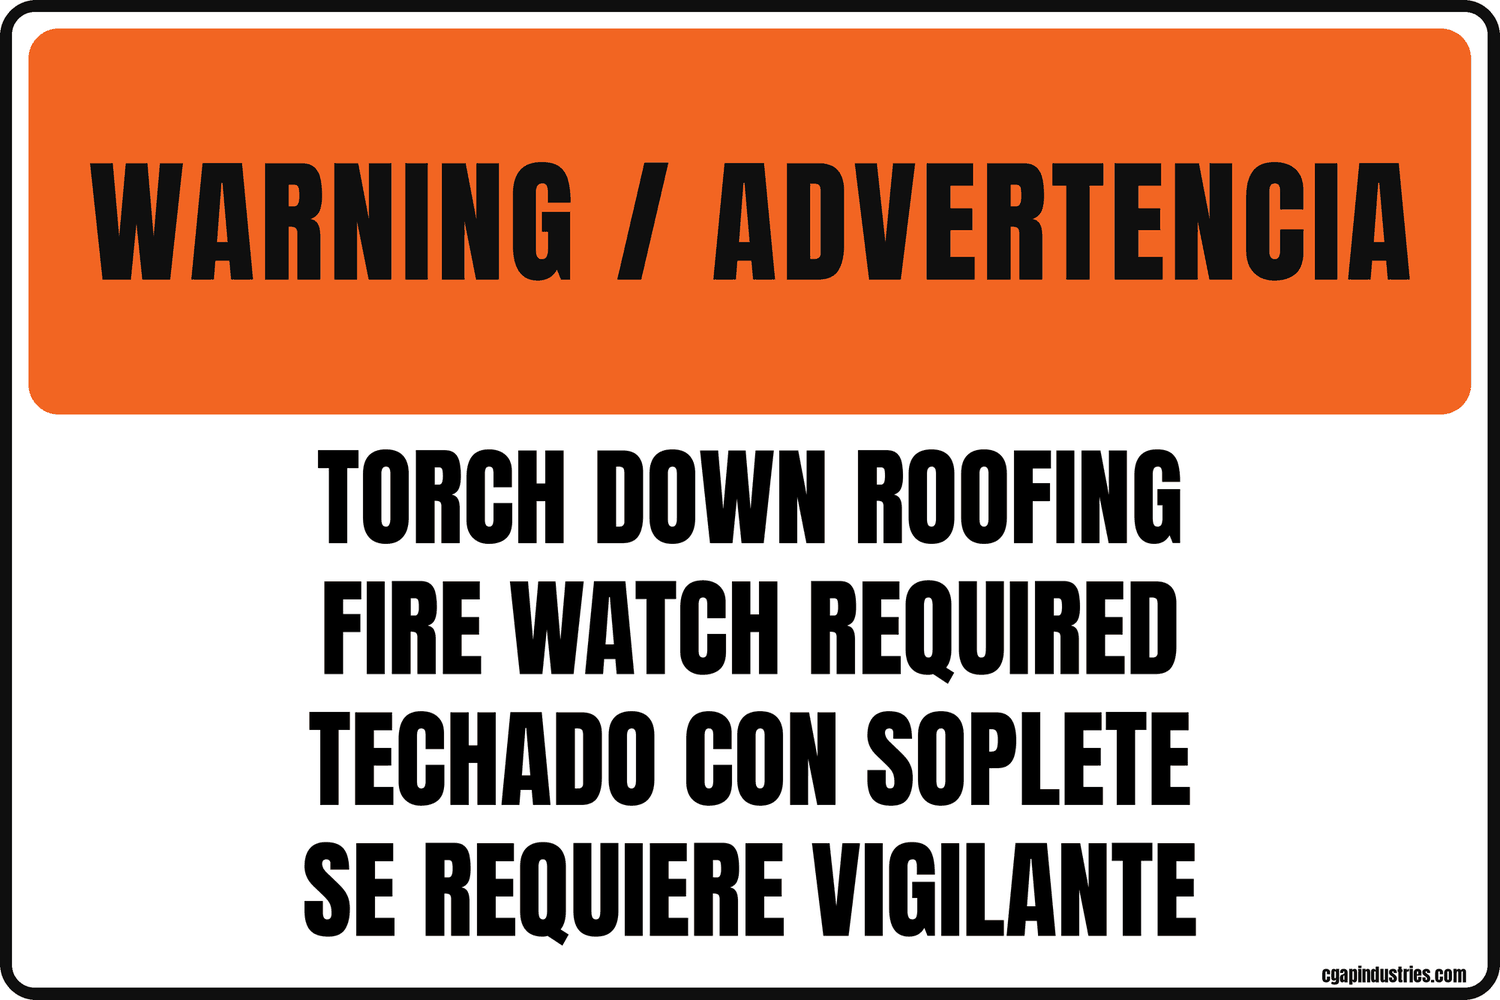 WARNING / ADVERTENCIA
TORCH DOWN ROOFING
FIRE WATCH REQUIRED
TECHADO CON SOPLETE
SE REQUIERE VIGILANTE
cgapindustries.com